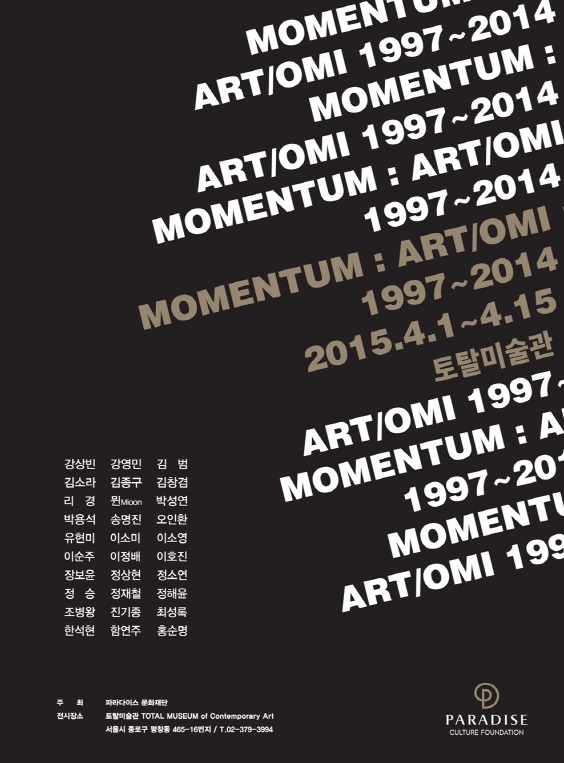 MOMENTUM
ART/OMI 1997~2014
MOMENTUM :
ART/OMI 1997~2014
MOMENTUM : ART/OMI
1997~2014
MOMENTUM : ART/OMI
1997~2014
2015.4.1~4.15
토탈미술관
ART/OMI 1997~
MOMENTUM : A
1997~201
MOMENTU
ART/OMI 199
강상빈 강영민 김 범
김소라 김종구 김창겸
리 경 뮌Mioon 박성연
박용석 송명진 오인환
유현미 이소미 이소영
이순주 이정배 이호진
장보윤 정상현 정소연
정 승 정재철 정해윤
조병왕 진기종 최성록
한석현 함연주 홍순명
주 최 파라다이스 문화재단
전시장소 토탈미술관 TOTAL MUSEUM of Contemporary Art
서울시 종로구 평창동 465-16번지 / T.02-379-3994
PARADISE
CULTURE FOUNDATION